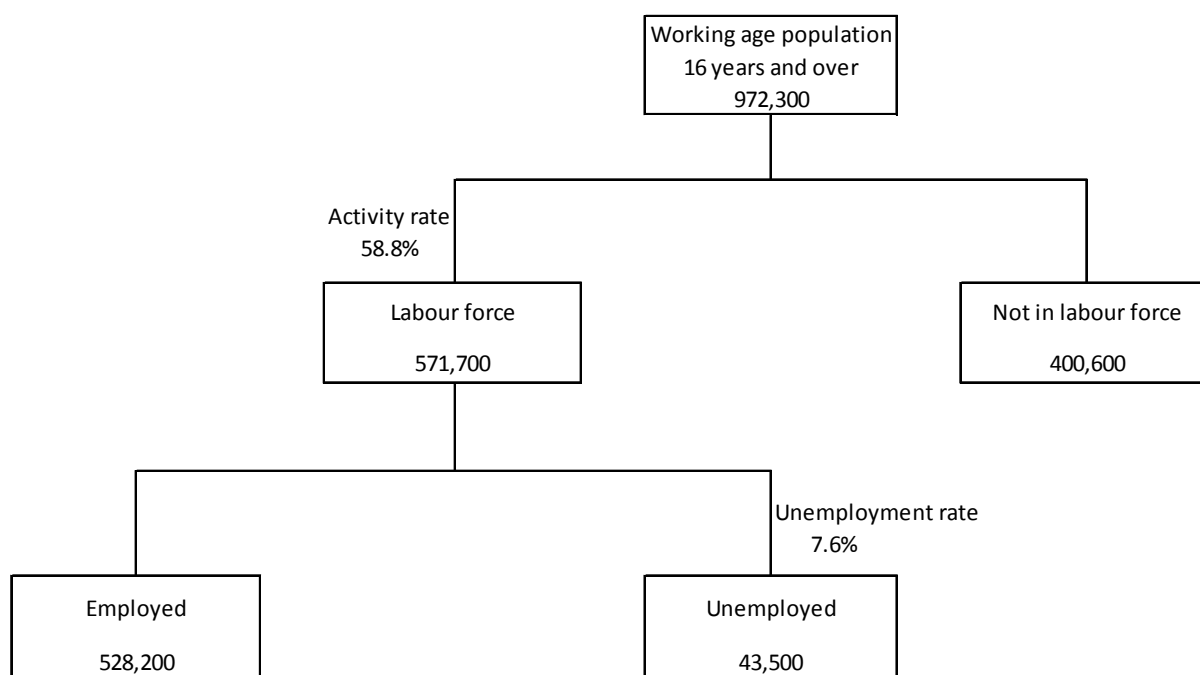 Working age population
16 years and over
972,300
Activity rate
58.8%
Labour force
571,700
Not in labour force
400,600
Unemployment rate
7.6%
Employed
528,200
Unemployed
43,500